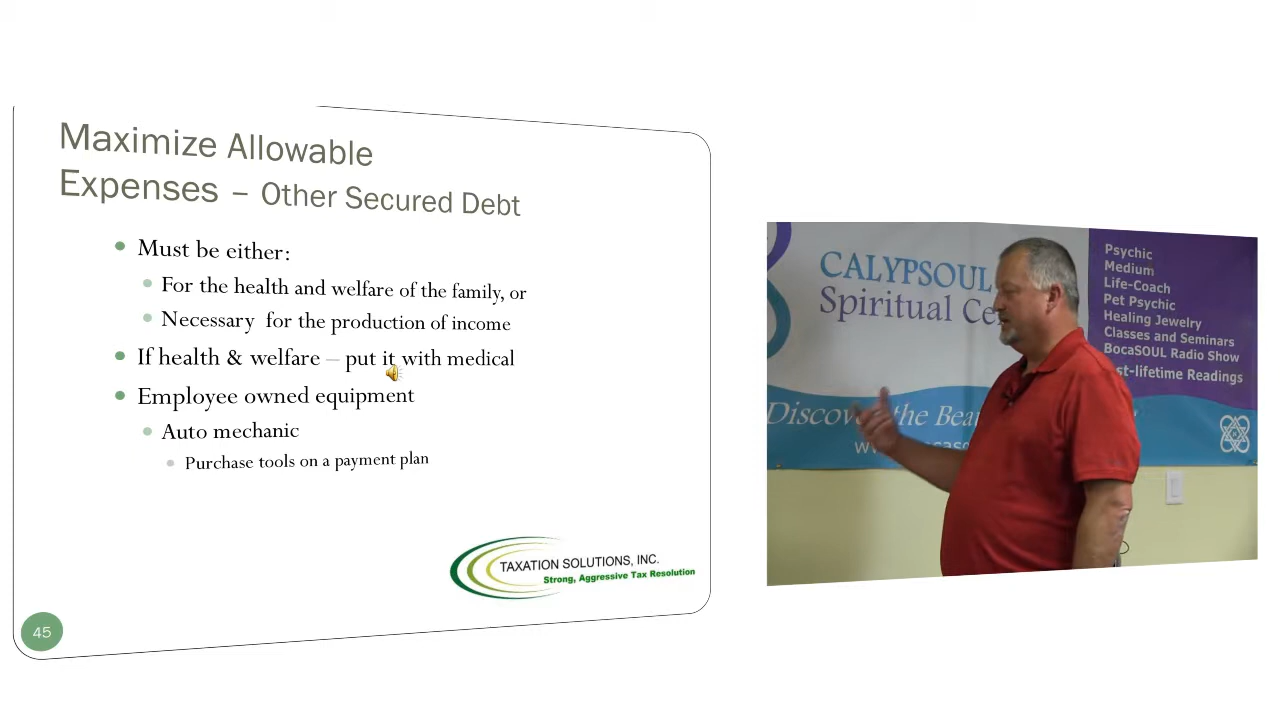 Maximize Allowable
Expenses – Other Secured Debt
Must be either:
For the health and welfare of the family, or
Necessary for the production of income
If health & welfare – put it with medical
Employee owned equipment
Auto mechanic
Purchase tools on a payment plan
TAXATION SOLUTIONS, INC.
Strong, Aggressive Tax Resolution
45
CALYPSOUL
Spiritual
Psychic
Medium
Life-Coach
Pet Psychic
Healing Jewelry
Classes and Seminars
BocaSOUL Radio Show
st-lifetime Readings
the